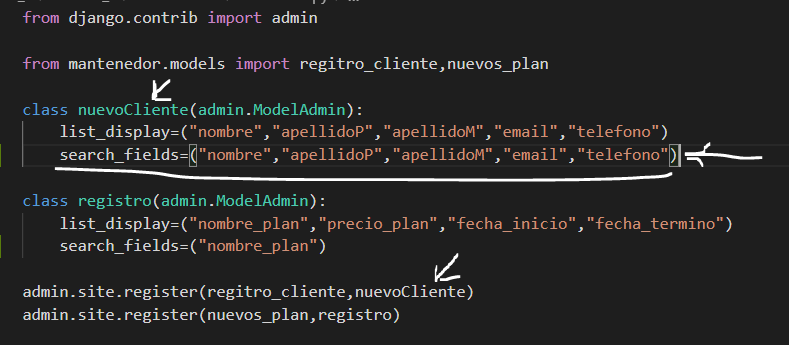 from django.contrib import admin
from mantenedor.models import regitro_cliente,nuevos_plan
class nuevoCliente(admin.ModelAdmin):
list_display=("nombre","apellidoP","apellidoM","email","telefono")
search_fields=("nombre","apellidoP","apellidoM","email","telefono")
class registro(admin.ModelAdmin):
list_display=("nombre_plan","precio_plan","fecha_inicio","fecha_termino")
search_fields=("nombre_plan")
admin.site.register(regitro_cliente,nuevoCliente)
admin.site.register(nuevos_plan,registro)